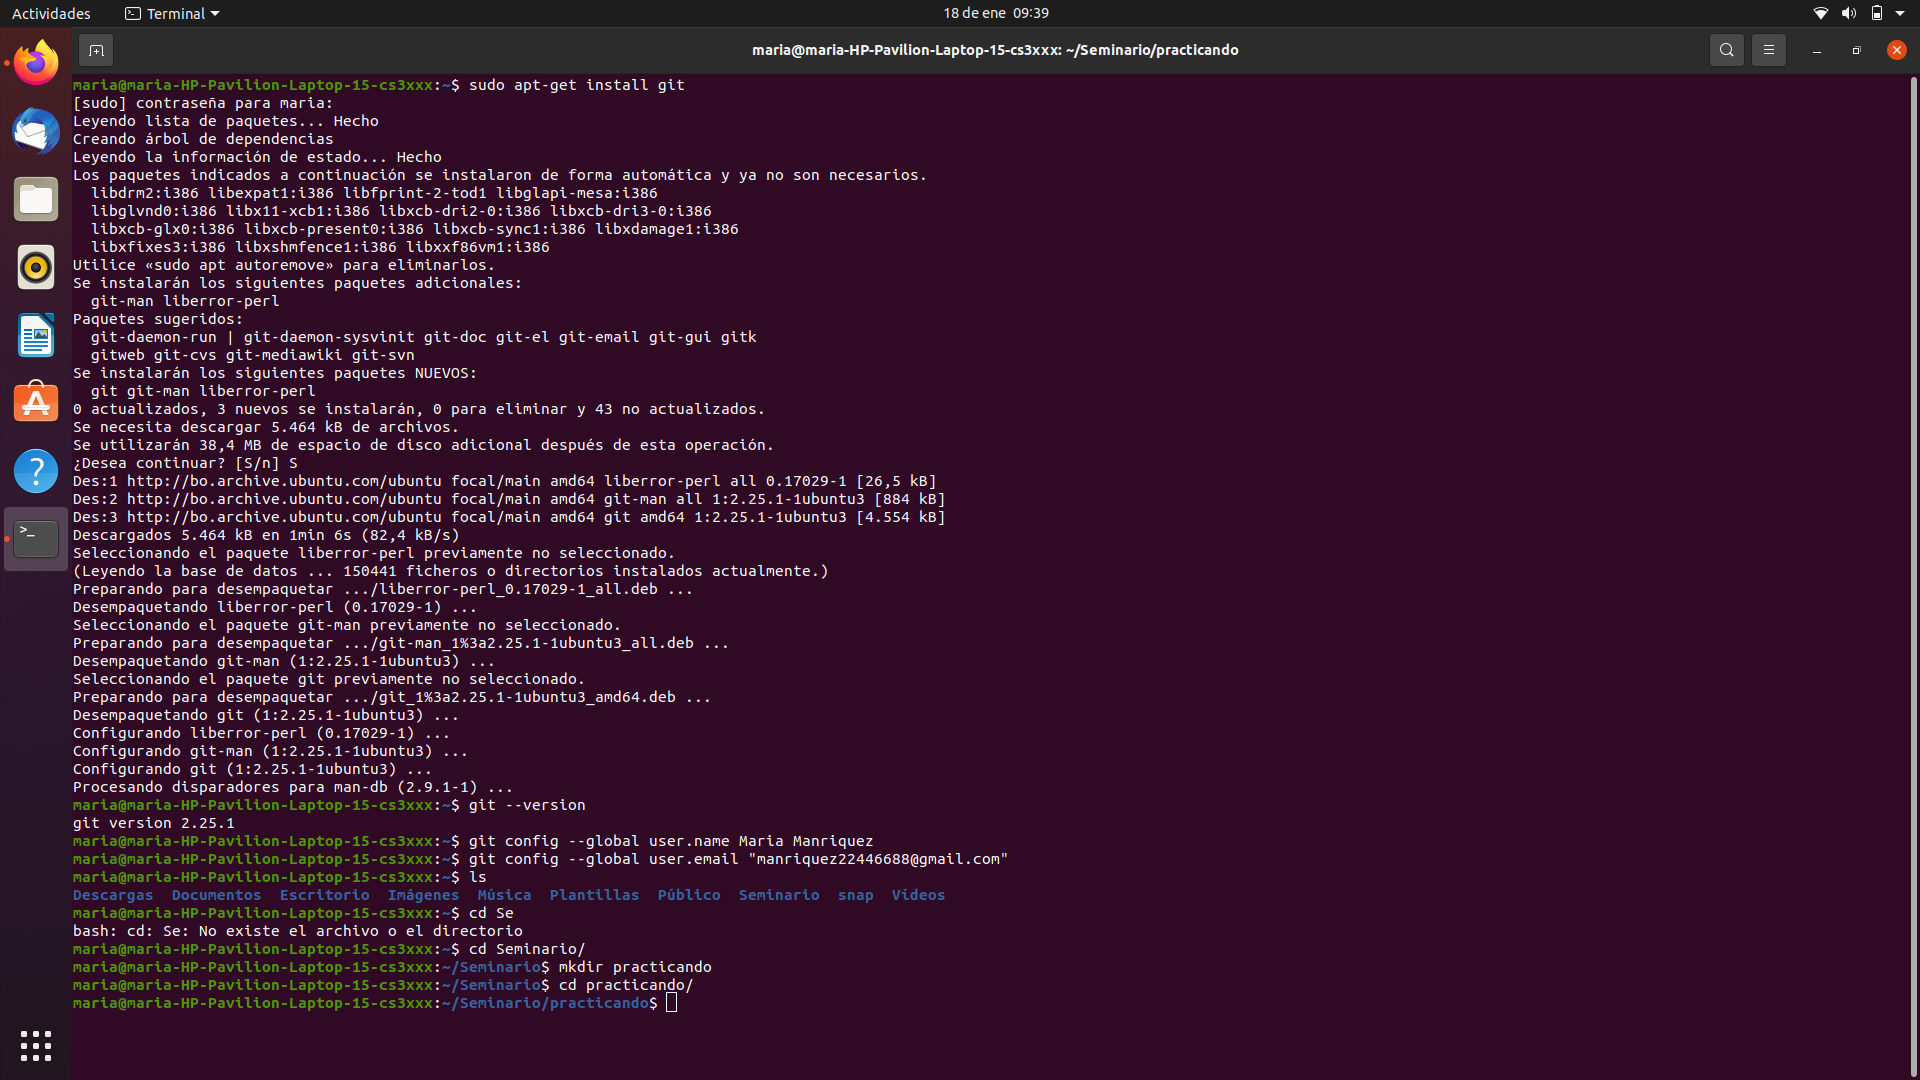 Actividades
Terminal
18 de ene 09:39
maria@maria-HP-Pavilion-Laptop-15-cs3xxx: ~/Seminario/practicando
maria@maria-HP-Pavilion-Laptop-15-cs3xxx:~$ sudo apt-get install git
[sudo] contraseña para maria:
Leyendo lista de paquetes... Hecho
Creando árbol de dependencias
Leyendo la información de estado... Hecho
Los paquetes indicados a continuación se instalaron de forma automática y ya no son necesarios.
  libdrm2:i386 libexpat1:i386 libfprint-2-tod1 libglapi-mesa:i386
  libglvnd0:i386 libx11-xcb1:i386 libxcb-dri2-0:i386 libxcb-dri3-0:i386
  libxcb-glx0:i386 libxcb-present0:i386 libxcb-sync1:i386 libxdamage1:i386
  libxfixes3:i386 libxshmfence1:i386 libxxf86vm1:i386
Utilice «sudo apt autoremove» para eliminarlos.
Se instalarán los siguientes paquetes adicionales:
  git-man liberror-perl
Paquetes sugeridos:
  git-daemon-run | git-daemon-sysvinit git-doc git-el git-email git-gui gitk
  gitweb git-cvs git-mediawiki git-svn
Se instalarán los siguientes paquetes NUEVOS:
  git git-man liberror-perl
0 actualizados, 3 nuevos se instalarán, 0 para eliminar y 43 no actualizados.
Se necesita descargar 5.464 kB de archivos.
Se utilizarán 38,4 MB de espacio de disco adicional después de esta operación.
¿Desea continuar? [S/n] S
Des:1 http://bo.archive.ubuntu.com/ubuntu focal/main amd64 liberror-perl all 0.17029-1 [26,5 kB]
Des:2 http://bo.archive.ubuntu.com/ubuntu focal/main amd64 git-man all 1:2.25.1-1ubuntu3 [884 kB]
Des:3 http://bo.archive.ubuntu.com/ubuntu focal/main amd64 git amd64 1:2.25.1-1ubuntu3 [4.554 kB]
Descargados 5.464 kB en 1min 6s (82,4 kB/s)
Seleccionando el paquete liberror-perl previamente no seleccionado.
(Leyendo la base de datos ... 150441 ficheros o directorios instalados actualmente.)
Preparando para desempaquetar .../liberror-perl_0.17029-1_all.deb ...
Desempaquetando liberror-perl (0.17029-1) ...
Seleccionando el paquete git-man previamente no seleccionado.
Preparando para desempaquetar .../git-man_1%3a2.25.1-1ubuntu3_all.deb ...
Desempaquetando git-man (1:2.25.1-1ubuntu3) ...
Seleccionando el paquete git previamente no seleccionado.
Preparando para desempaquetar .../git_1%3a2.25.1-1ubuntu3_amd64.deb ...
Desempaquetando git (1:2.25.1-1ubuntu3) ...
Configurando liberror-perl (0.17029-1) ...
Configurando git-man (1:2.25.1-1ubuntu3) ...
Configurando git (1:2.25.1-1ubuntu3) ...
Procesando disparadores para man-db (2.9.1-1) ...
maria@maria-HP-Pavilion-Laptop-15-cs3xxx:~$ git --version
git version 2.25.1
maria@maria-HP-Pavilion-Laptop-15-cs3xxx:~$ git config --global user.name Maria Manriquez
maria@maria-HP-Pavilion-Laptop-15-cs3xxx:~$ git config --global user.email "manriquez22446688@gmail.com"
maria@maria-HP-Pavilion-Laptop-15-cs3xxx:~$ ls
Descargas  Documentos  Escritorio  Imágenes  Música  Plantillas  Público  Seminario  snap  Vídeos
maria@maria-HP-Pavilion-Laptop-15-cs3xxx:~$ cd Se
bash: cd: Se: No existe el archivo o el directorio
maria@maria-HP-Pavilion-Laptop-15-cs3xxx:~$ cd Seminario/
maria@maria-HP-Pavilion-Laptop-15-cs3xxx:~/Seminario$ mkdir practicando
maria@maria-HP-Pavilion-Laptop-15-cs3xxx:~/Seminario$ cd practicando/
maria@maria-HP-Pavilion-Laptop-15-cs3xxx:~/Seminario/practicando$